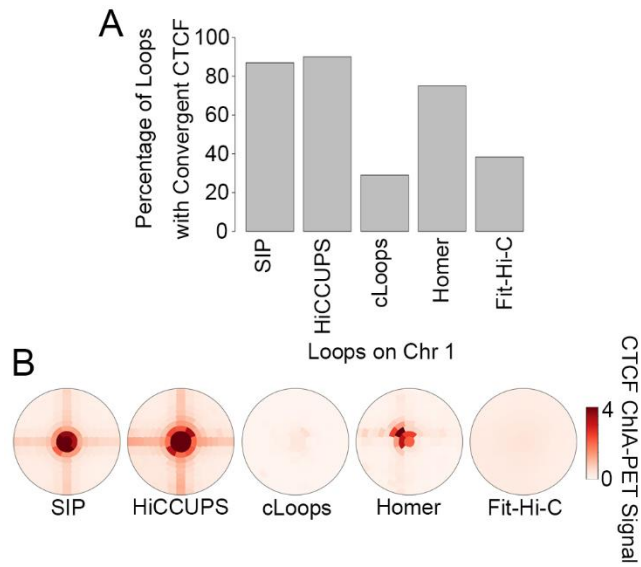 A
Percentage of Loops
with Convergent CTCF
100
80
60
40
20
0
SIP
HiCCUPS
cLoops
Homer
Fit-Hi-C
Loops on Chr 1
B
SIP
HiCCUPS
cLoops
Homer
Fit-Hi-C
4
0
CTCF ChIA-PET Signal